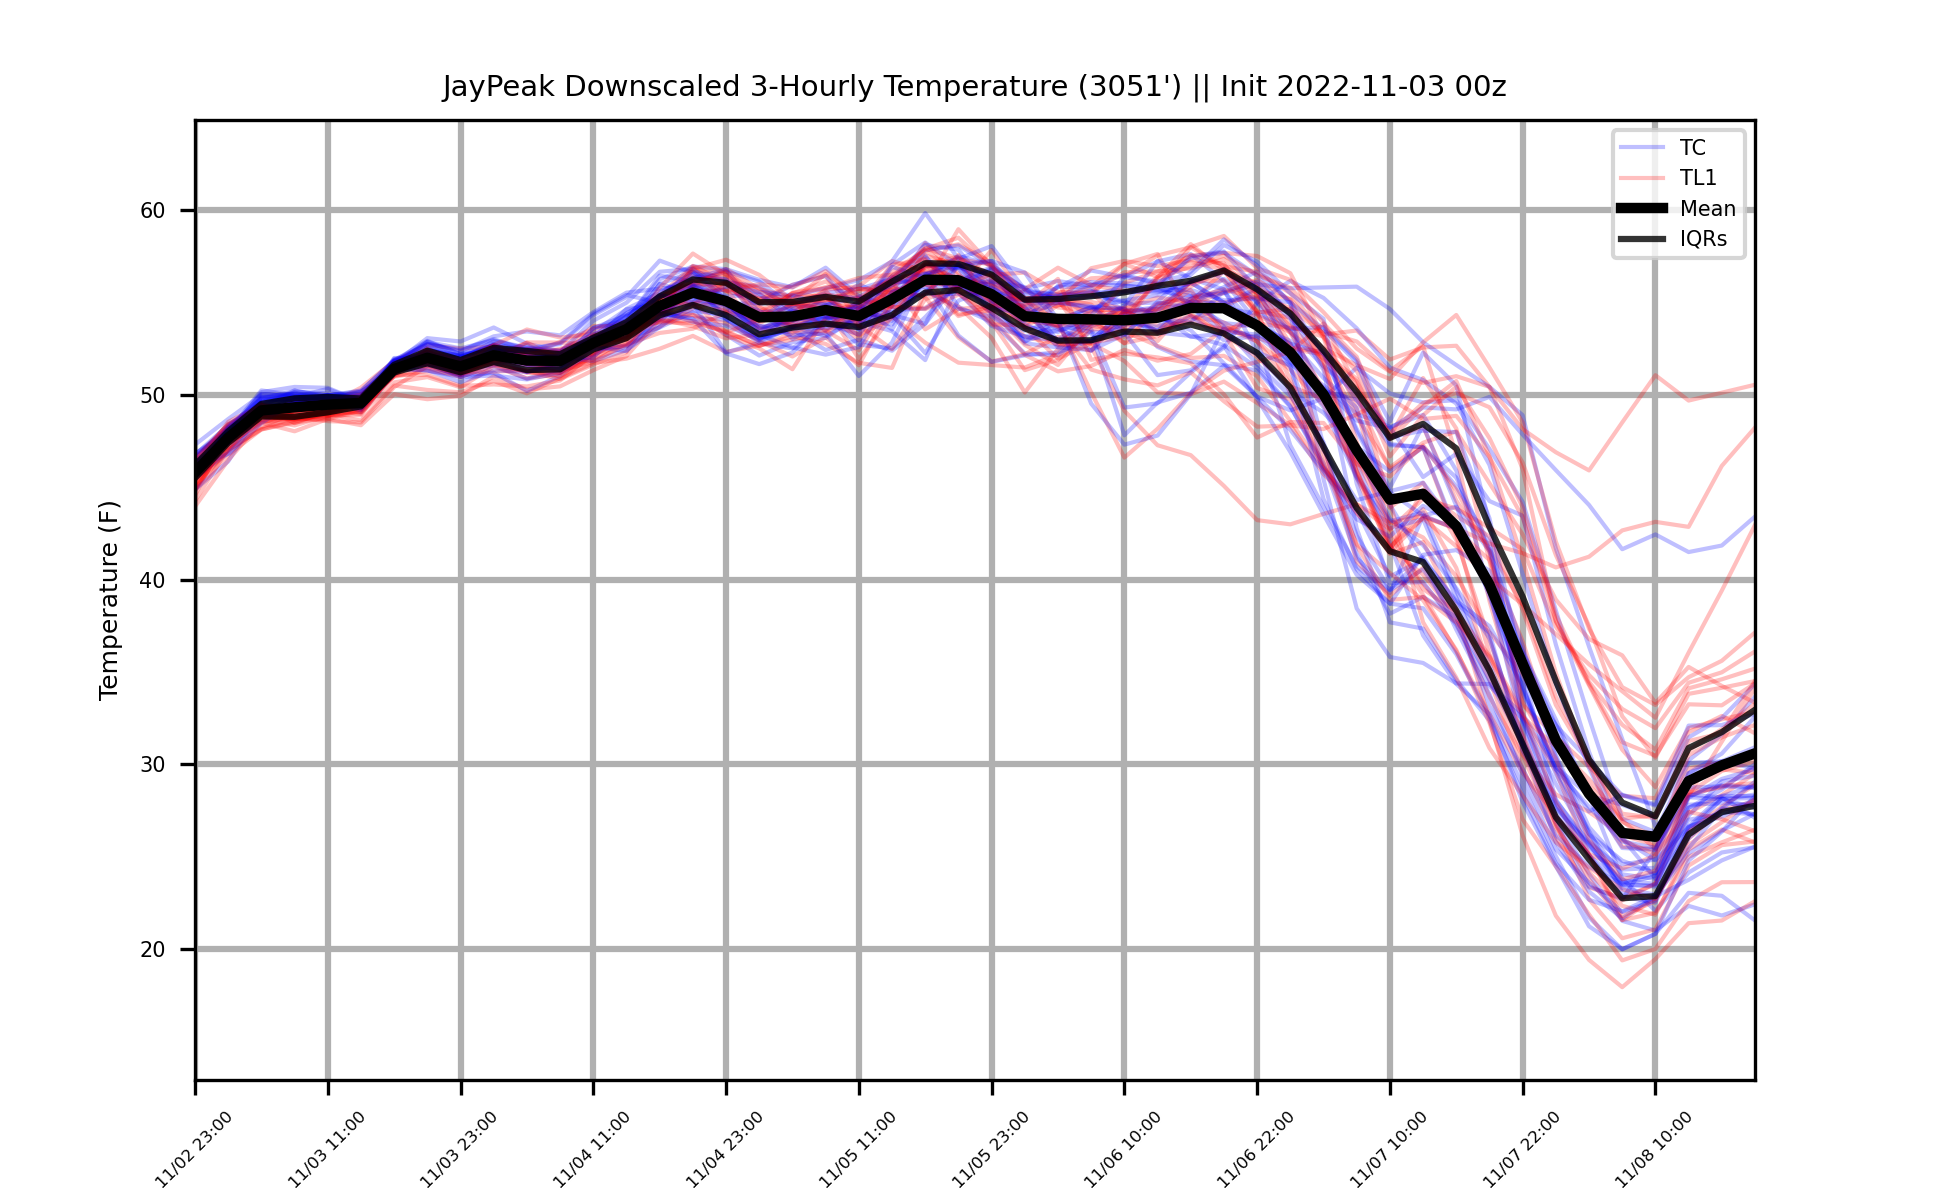 JayPeak Downscaled 3-Hourly Temperature (3051') || Init 2022-11-03 00z
TC
TL1
Mean
IQRs
Temperature (F)
60
50
40
30
20
11/02 23:00
11/03 11:00
11/03 23:00
11/04 11:00
11/04 23:00
11/05 11:00
11/05 23:00
11/06 10:00
11/06 22:00
11/07 10:00
11/07 22:00
11/08 10:00